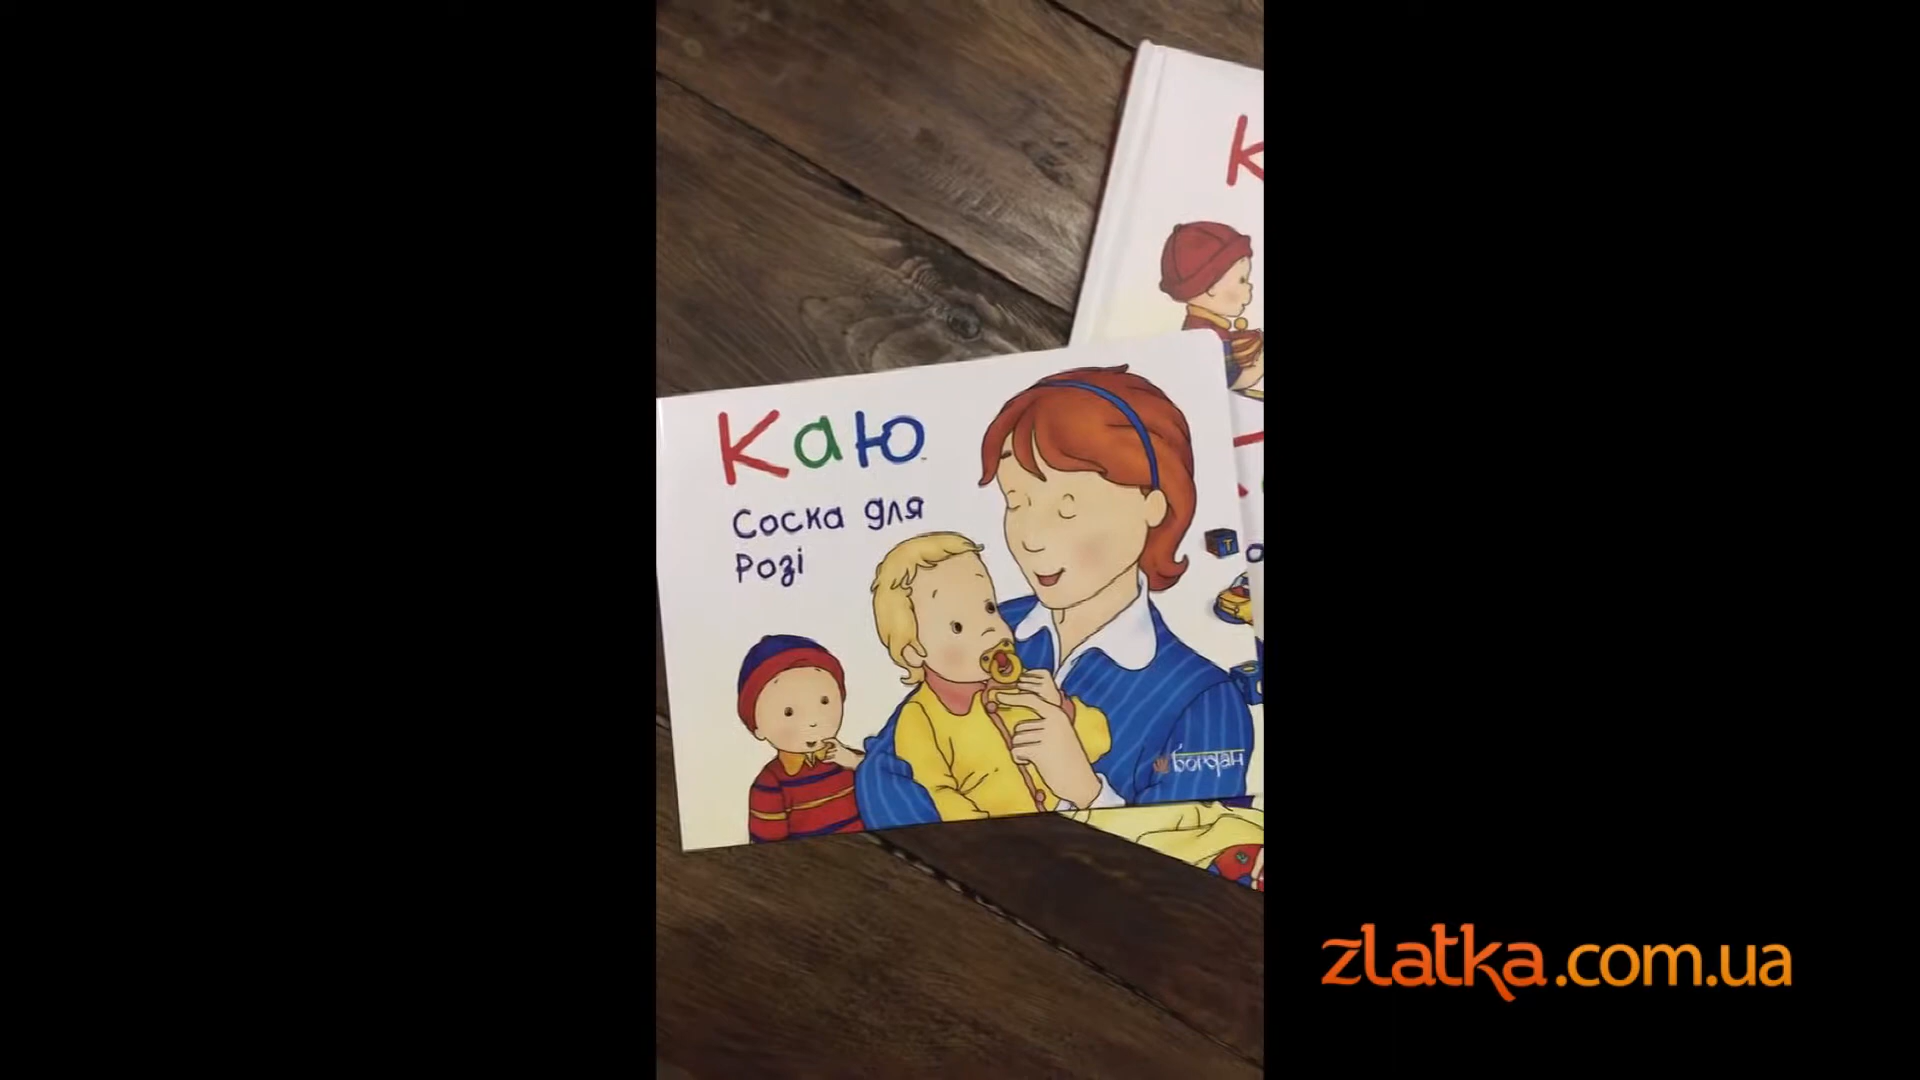 К
Каю
Соска для
Розі
Богдан
Т
zlatka.com.ua